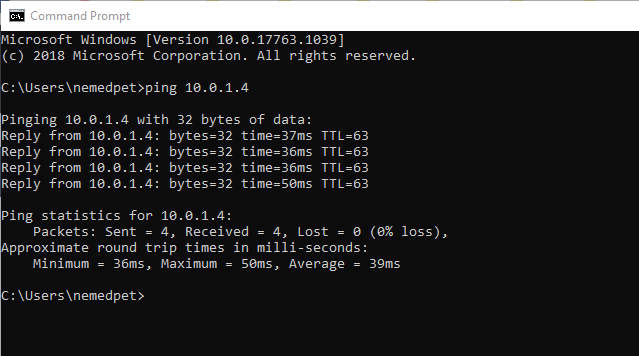 Command Prompt
Microsoft Windows [Version 10.0.17763.1039]
(c) 2018 Microsoft Corporation. All rights reserved.
C:\Users\nemedpet>ping 10.0.1.4
Pinging 10.0.1.4 with 32 bytes of data:
Reply from 10.0.1.4: bytes=32 time=37ms TTL=63
Reply from 10.0.1.4: bytes=32 time=36ms TTL=63
Reply from 10.0.1.4: bytes=32 time=36ms TTL=63
Reply from 10.0.1.4: bytes=32 time=50ms TTL=63
Ping statistics for 10.0.1.4:
    Packets: Sent = 4, Received = 4, Lost = 0 (0% loss),
Approximate round trip times in milli-seconds:
    Minimum = 36ms, Maximum = 50ms, Average = 39ms
C:\Users\nemedpet>